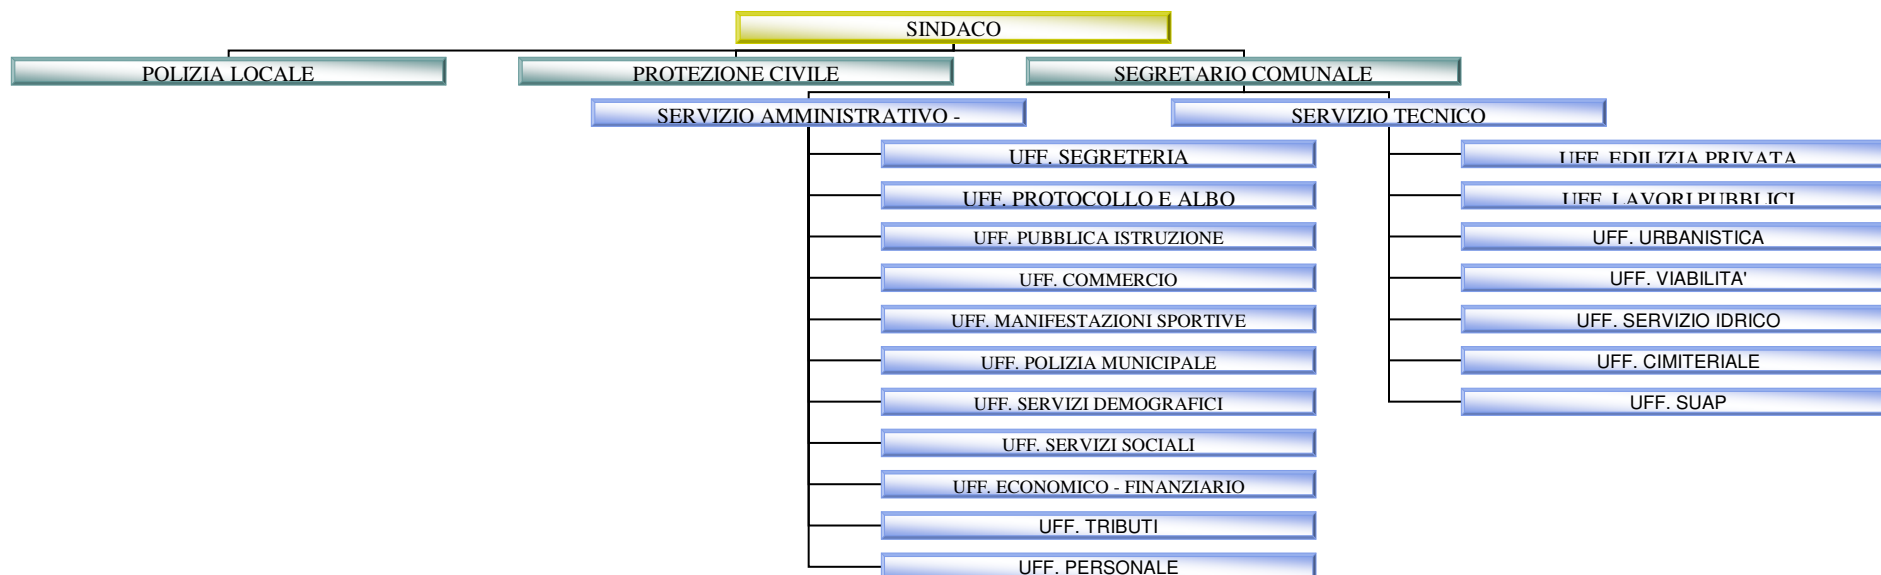 SINDACO
POLIZIA LOCALE
PROTEZIONE CIVILE
SEGRETARIO COMUNALE
SERVIZIO AMMINISTRATIVO -
SERVIZIO TECNICO
UFF. SEGRETERIA
UFF. PROTOCOLLO E ALBO
UFF. PUBBLICA ISTRUZIONE
UFF. COMMERCIO
UFF. MANIFESTAZIONI SPORTIVE
UFF. POLIZIA MUNICIPALE
UFF. SERVIZI DEMOGRAFICI
UFF. SERVIZI SOCIALI
UFF. ECONOMICO - FINANZIARIO
UFF. TRIBUTI
UFF. PERSONALE
UFF. EDILIZIA PRIVATA
UFF. LAVORI PUBBLICI
UFF. URBANISTICA
UFF. VIABILITA'
UFF. SERVIZIO IDRICO
UFF. CIMITERIALE
UFF. SUAP